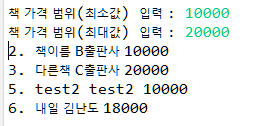 책 가격 범위(최소값) 입력 : 10000
책 가격 범위(최대값) 입력 : 20000
2. 책이름 B출판사 10000
3. 다른책 C출판사 20000
5. test2 test2 10000
6. 내일 김난도 18000